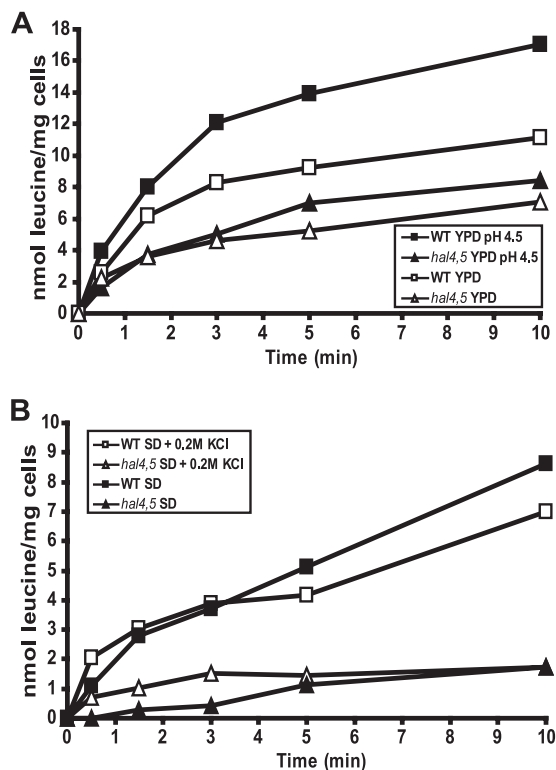 A
nmol leucine/mg cells
18
16
14
12
10
8
6
4
2
0
WT YPD pH 4.5
hal4,5 YPD pH 4.5
WT YPD
hal4,5 YPD
0 1 2 3 4 5 6 7 8 9 10
Time (min)
B
nmol leucine/mg cells
10
9
8
7
6
5
4
3
2
1
0
WT SD + 0.2M KCl
hal4,5 SD + 0.2M KCl
WT SD
hal4,5 SD
0 1 2 3 4 5 6 7 8 9 10
Time (min)